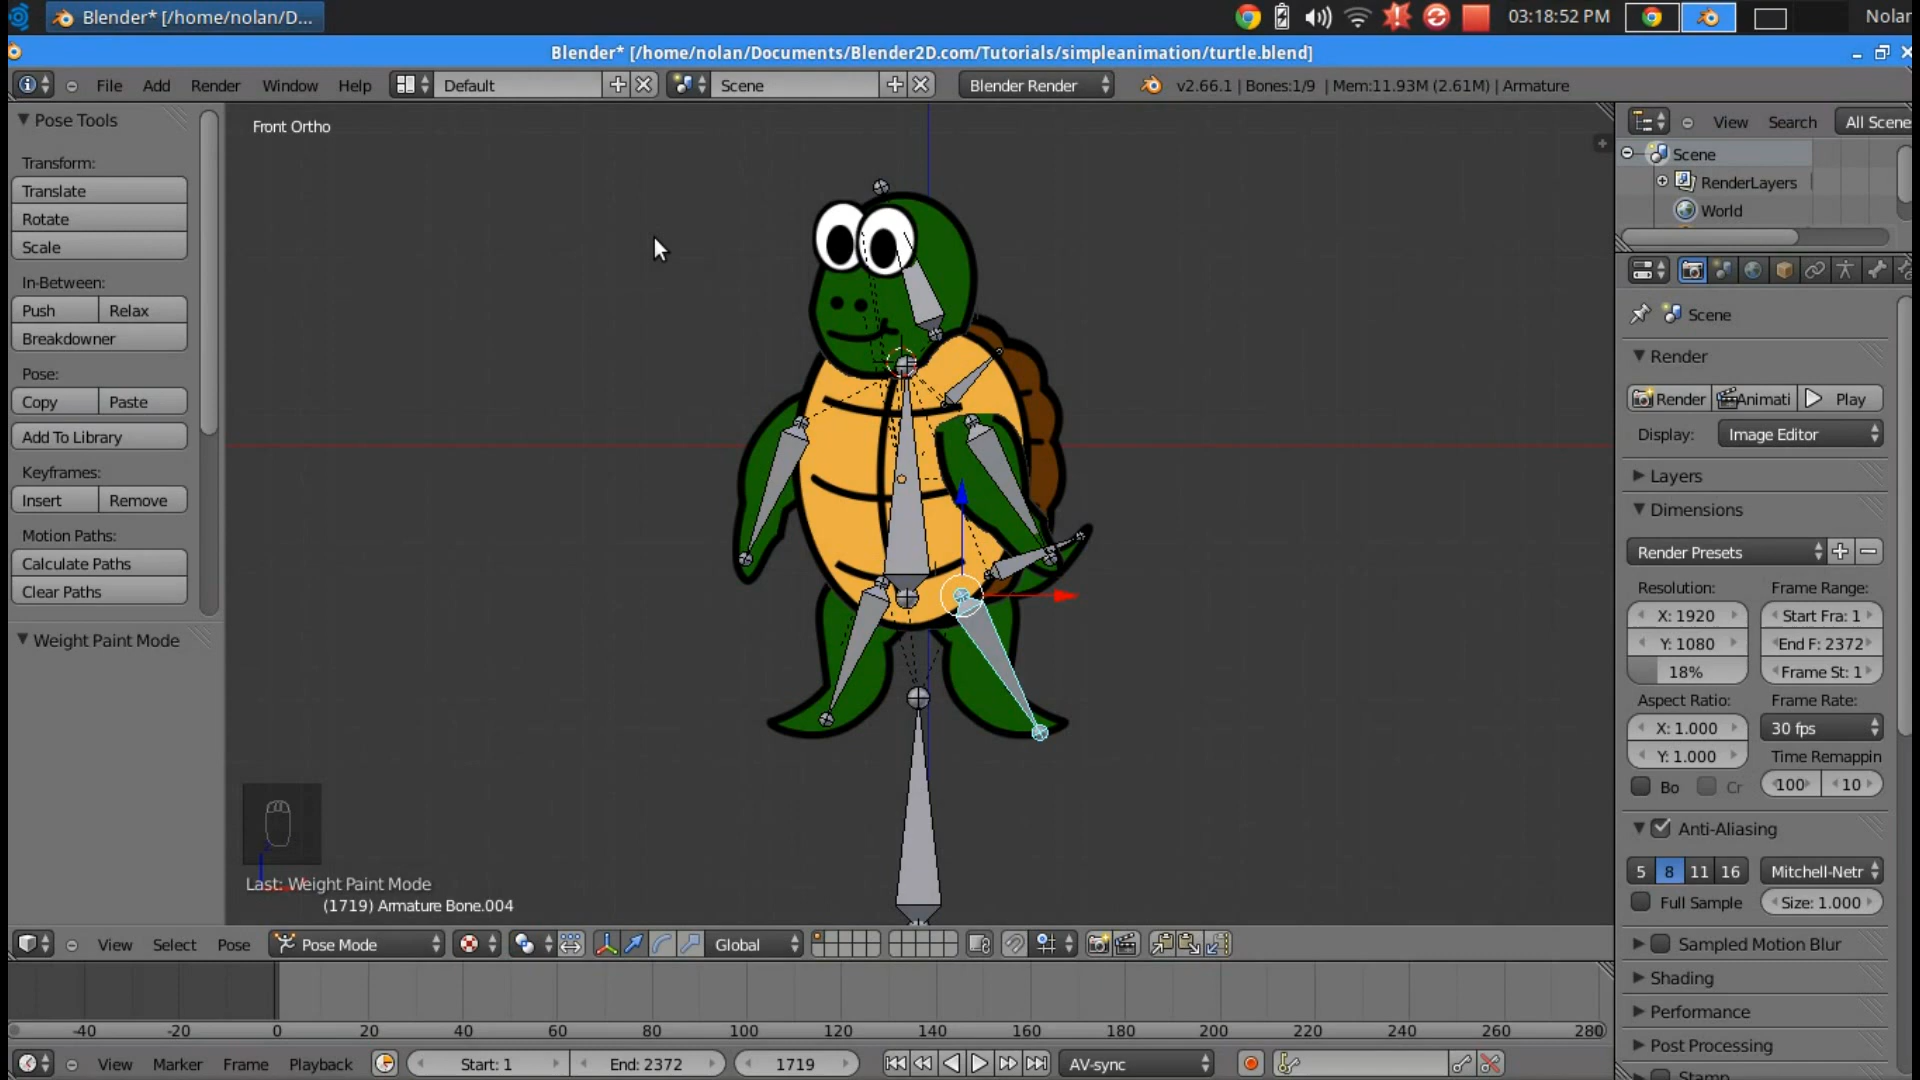 Blender* [/home/nolan/D...
03:18:52 PM
Nolan
Blender* [/home/nolan/Documents/Blender2D.com/Tutorials/simpleanimation/turtle.blend]
File Add Render Window Help
Default
Scene
Blender Render
v2.66.1 | Bones:1/9 | Mem:11.93M (2.61M) | Armature
Pose Tools
Transform:
Translate
Rotate
Scale
In-Between:
Push Relax
Breakdowner
Pose:
Copy Paste
Add To Library
Keyframes:
Insert Remove
Motion Paths:
Calculate Paths
Clear Paths
Weight Paint Mode
Front Ortho
Last: Weight Paint Mode
(1719) Armature Bone.004
View Select Pose Pose Mode Global
View Search All Scene
Scene
RenderLayers
World
Scene
Render
Render Animati Play
Display: Image Editor
Layers
Dimensions
Render Presets
Resolution: Frame Range:
X: 1920 Start Fra: 1
Y: 1080 End F: 2372
18% Frame St: 1
Aspect Ratio: Frame Rate:
X: 1.000 30 fps
Y: 1.000 Time Remappin
Bo Cr 100 10
Anti-Aliasing
5 8 11 16 Mitchell-Netr
Full Sample Size: 1.000
Sampled Motion Blur
Shading
Performance
Post Processing
Stamp
-40 -20 0 20 40 60 80 100 120 140 160 180 200 220 240 260 280
View Marker Frame Playback Start: 1 End: 2372 1719 AV-sync